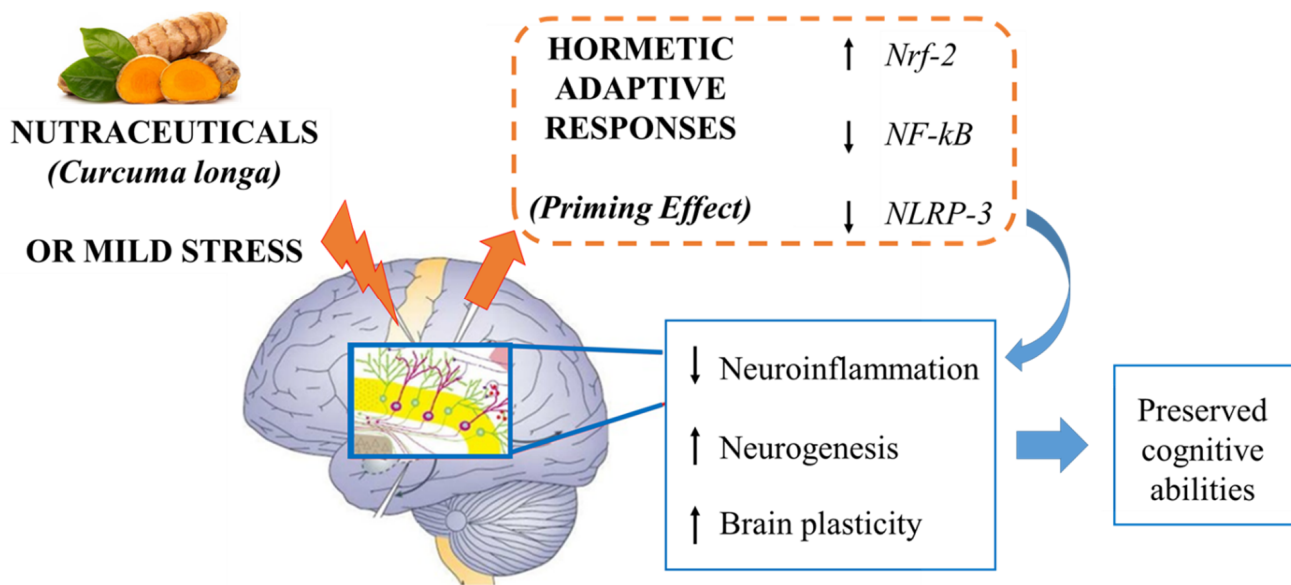 NUTRACEUTICALS
(Curcuma longa)
OR MILD STRESS
HORMETIC
ADAPTIVE
RESPONSES
(Priming Effect)
↑ Nrf-2
↓ NF-kB
↓ NLRP-3
↓ Neuroinflammation
↑ Neurogenesis
↑ Brain plasticity
Preserved
cognitive
abilities